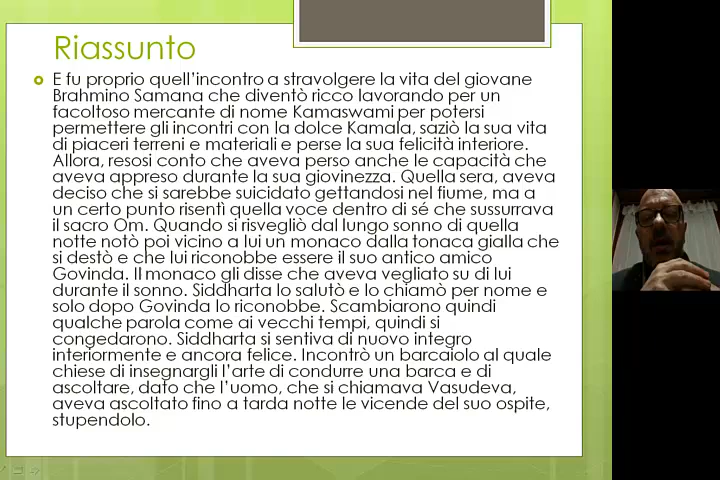 Riassunto
E fu proprio quell'incontro a stravolgere la vita del giovane
Brahmino Samana che diventò ricco lavorando per un
facoltoso mercante di nome Kamaswami per potersi
permettere gli incontri con la dolce Kamala, saziò la sua vita
di piaceri terreni e materiali e perse la sua felicità interiore.
Allora, resosi conto che aveva perso anche le capacità che
aveva appreso durante la sua giovinezza. Quella sera, aveva
deciso che si sarebbe suicidato gettandosi nel fiume, ma a
un certo punto risentì quella voce dentro di sé che sussurrava
il sacro Om. Quando si risvegliò dal lungo sonno di quella
notte notò poi vicino a lui un monaco dalla tonaca gialla che
si destò e che lui riconobbe essere il suo antico amico
Govinda. Il monaco gli disse che aveva vegliato su di lui
durante il sonno. Siddharta lo salutò e lo chiamò per nome e
solo dopo Govinda lo riconobbe. Scambiarono quindi
qualche parola come ai vecchi tempi, quindi si
congedarono. Siddharta si sentiva di nuovo integro
interiormente e ancora felice. Incontrò un barcaiolo al quale
chiese di insegnargli l'arte di condurre una barca e di
ascoltare, dato che l'uomo, che si chiamava Vasudeva,
aveva ascoltato fino a tarda notte le vicende del suo ospite,
stupendolo.